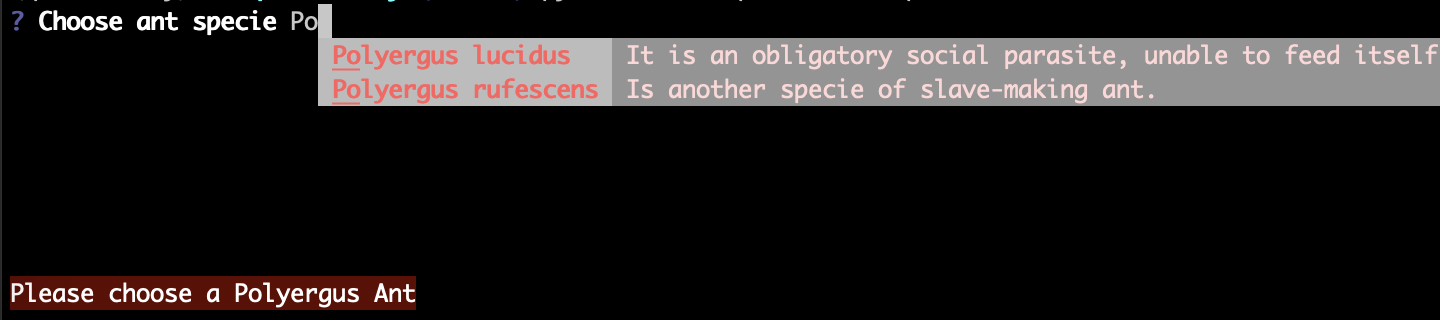 ? Choose ant specie Po
Polyergus lucidus It is an obligatory social parasite, unable to feed itself
Polyergus rufescens Is another specie of slave-making ant.
Please choose a Polyergus Ant